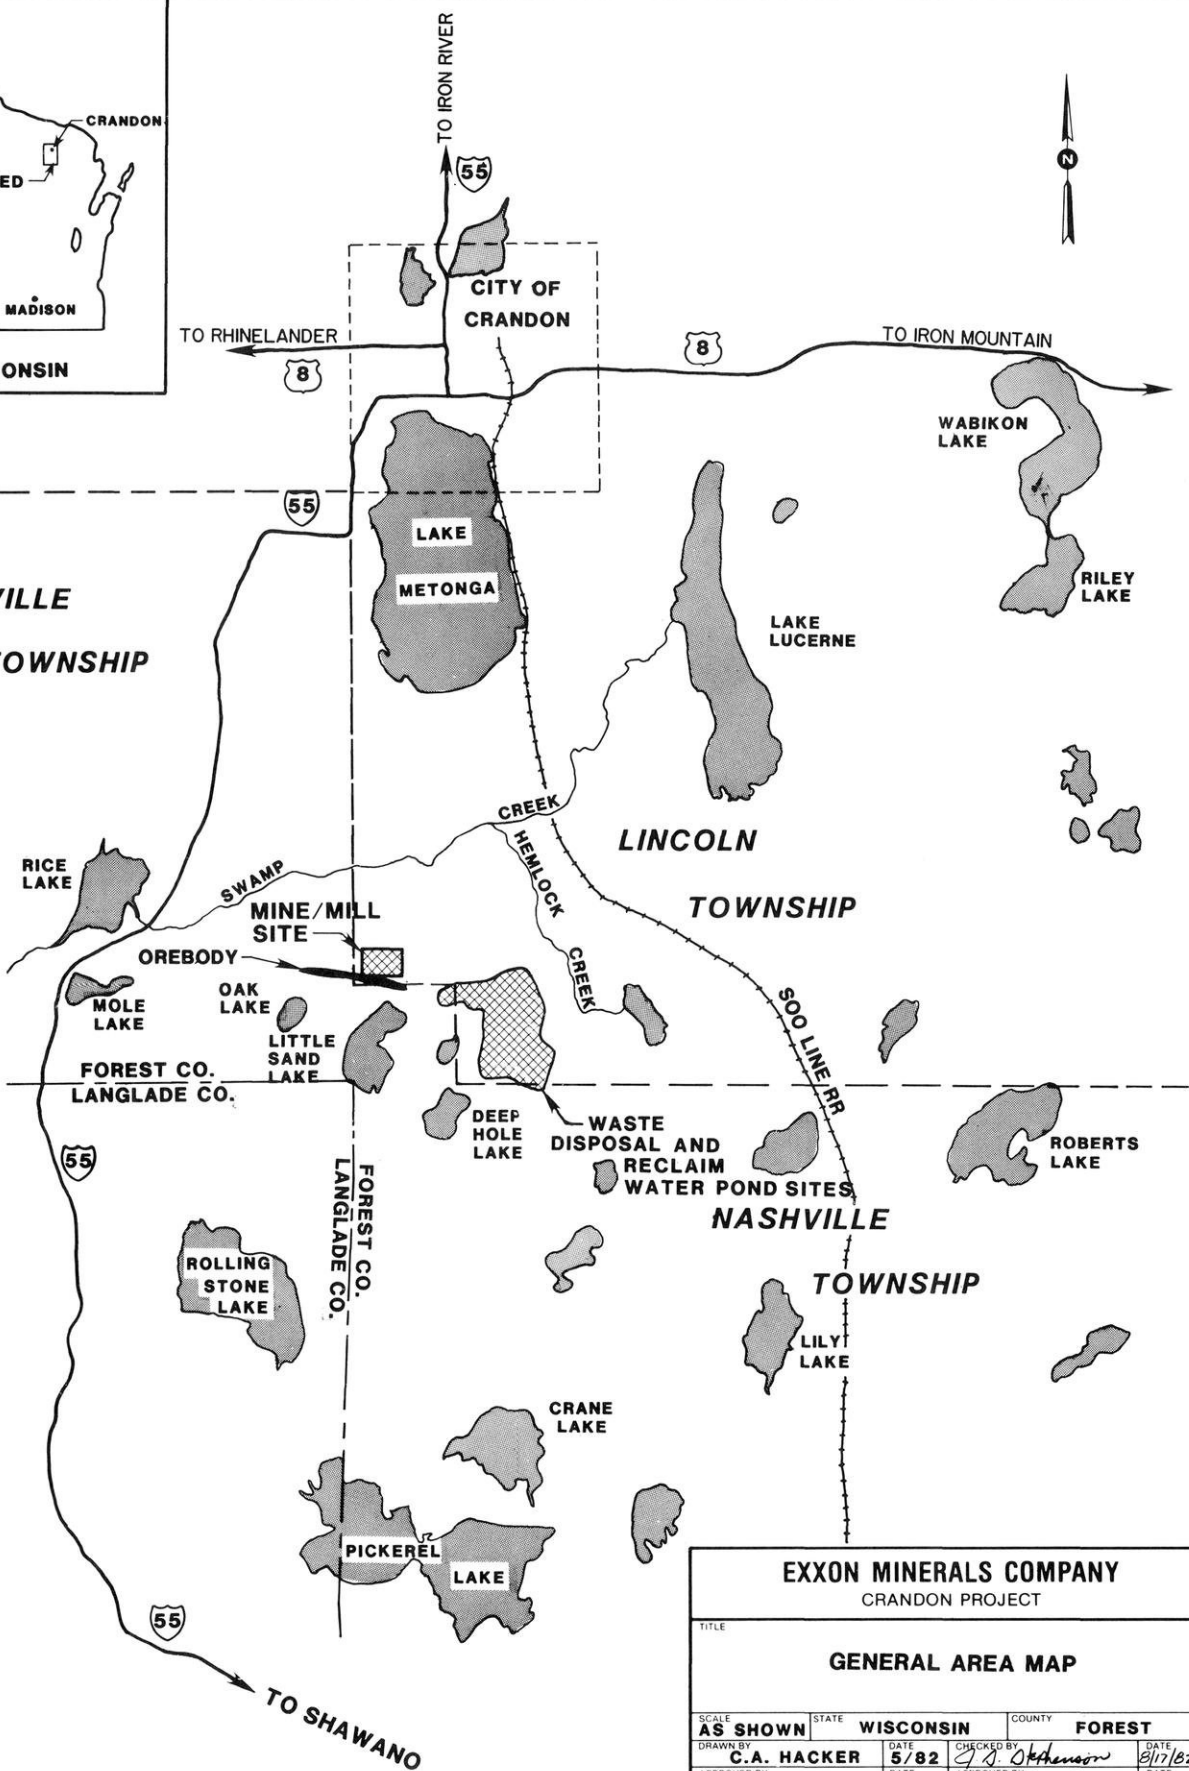 TO IRON RIVER
CRANDON
55
ED
N
MADISON
CITY OF
CRANDON
ONSIN
TO RHINELANDER
8
8
TO IRON MOUNTAIN
WABIKON
LAKE
55
LAKE
METONGA
VILLE
OWNSHIP
RILEY
LAKE
LAKE
LUCERNE
CREEK
HEMLOCK
CREEK
LINCOLN
TOWNSHIP
RICE
LAKE
SWAMP
MINE/MILL
SITE
OREBODY
MOLE
LAKE
OAK
LAKE
LITTLE
SAND
LAKE
SOO LINE RR
FOREST CO.
LANGLADE CO.
DEEP
HOLE
LAKE
WASTE
DISPOSAL AND
RECLAIM
WATER POND SITES
ROBERTS
LAKE
55
FOREST CO.
LANGLADE CO.
NASHVILLE
TOWNSHIP
ROLLING
STONE
LAKE
LILY
LAKE
CRANE
LAKE
PICKEREL
LAKE
55
TO SHAWANO
EXXON MINERALS COMPANY
CRANDON PROJECT
TITLE
GENERAL AREA MAP
SCALE
AS SHOWN
STATE
WISCONSIN
COUNTY
FOREST
DRAWN BY
C.A. HACKER
DATE
5/82
CHECKED BY
DATE
8/17/82